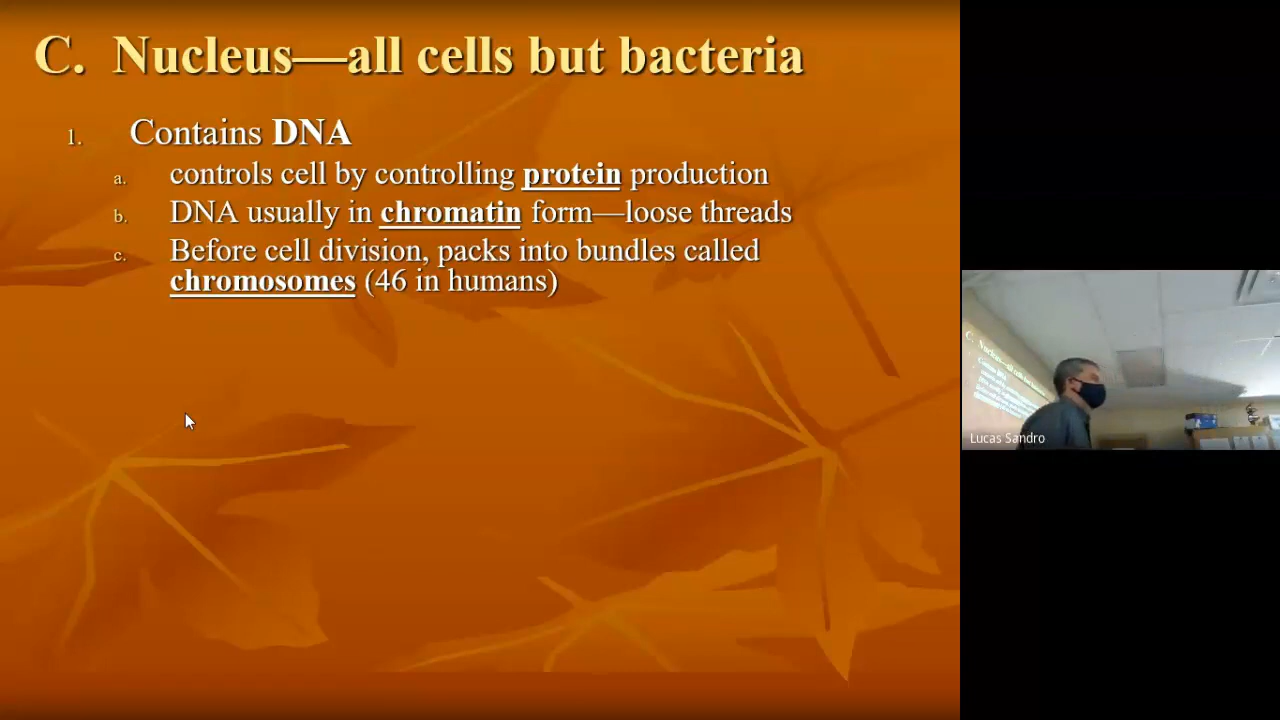 C. Nucleus—all cells but bacteria
1. Contains DNA
a. controls cell by controlling protein production
b. DNA usually in chromatin form—loose threads
c. Before cell division, packs into bundles called
chromosomes (46 in humans)
Lucas Sandro